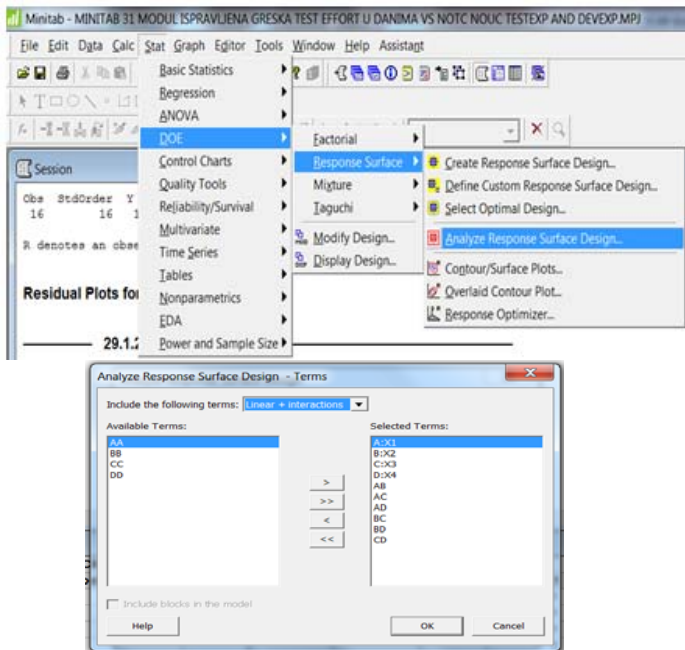 Minitab - MINITAB 31 MODUL ISPRAVLJENA GRESKA TEST EFFORT U DANIMA VS NOTC NOUC TESTEXP AND DEVEXP.MPJ
File Edit Data Calc Stat Graph Editor Tools Window Help Assistant
Basic Statistics
Regression
ANOVA
DOE
Control Charts
Quality Tools
Reliability/Survival
Multivariate
Time Series
Tables
Nonparametrics
EDA
Power and Sample Size
Factorial
Response Surface
Mixture
Taguchi
Modify Design...
Display Design...
Create Response Surface Design...
Define Custom Response Surface Design...
Select Optimal Design...
Analyze Response Surface Design...
Contour/Surface Plots...
Overlaid Contour Plot...
Response Optimizer...
Session
Obs StdOrder Y
16 16 1
R denotes an obse
Residual Plots fo
29.1.2
Analyze Response Surface Design - Terms
Include the following terms: Linear + interactions
Available Terms:
AA
BB
CC
DD
>
>>
<
<<
Selected Terms:
A:X1
B:X2
C:X3
D:X4
AB
AC
AD
BC
BD
CD
Include blocks in the model
Help
OK
Cancel